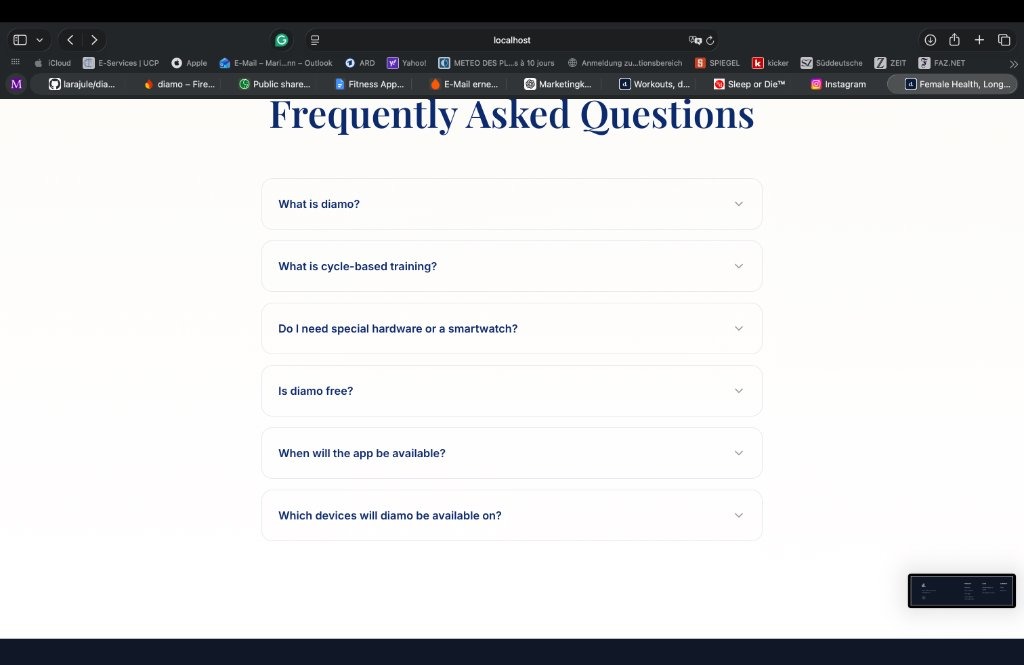 localhost
iCloud
E-Services | UCP
Apple
E-Mail – Mari...nn – Outlook
ARD
Yahoo!
METEO DES PL...s à 10 jours
Anmeldung zu...tionsbereich
SPIEGEL
kicker
Süddeutsche
ZEIT
FAZ.NET
M
larajule/dia...
diamo – Fire...
Public share...
Fitness App...
E-Mail erne...
Marketingk...
Workouts, d...
Sleep or Die™
Instagram
Female Health, Long...
Frequently Asked Questions
What is diamo?
What is cycle-based training?
Do I need special hardware or a smartwatch?
Is diamo free?
When will the app be available?
Which devices will diamo be available on?